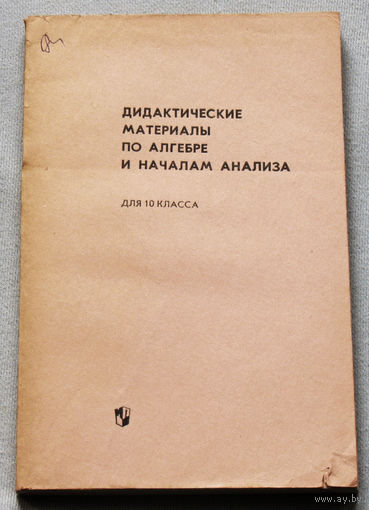 ДИДАКТИЧЕСКИЕ
МАТЕРИАЛЫ
ПО АЛГЕБРЕ
И НАЧАЛАМ АНАЛИЗА
ДЛЯ 10 КЛАССА
www.ay.by